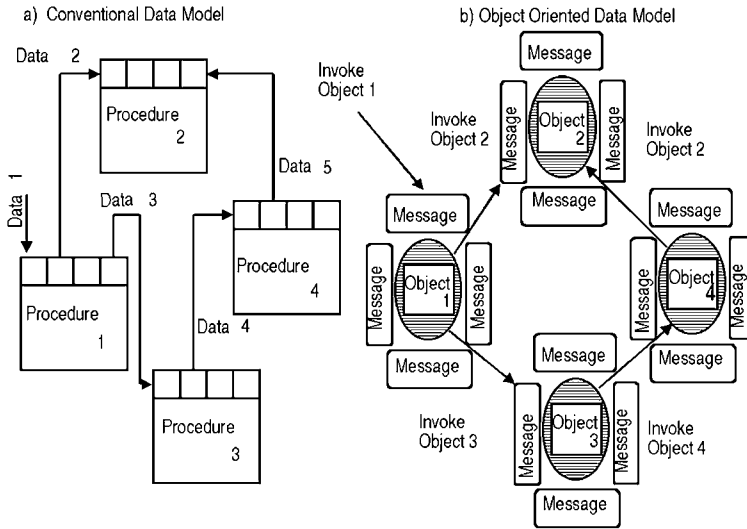 a) Conventional Data Model
Data 2
Procedure
2
Data 1
Data 3
Data 5
Procedure
1
Procedure
4
Data 4
Procedure
3
b) Object Oriented Data Model
Invoke
Object 1
Message
Invoke
Object 2
Message
Object
2
Message
Invoke
Object 2
Message
Message
Message
Object
1
Message
Message
Message
Message
Object
4
Message
Message
Invoke
Object 3
Message
Message
Object
3
Message
Invoke
Object 4
Message